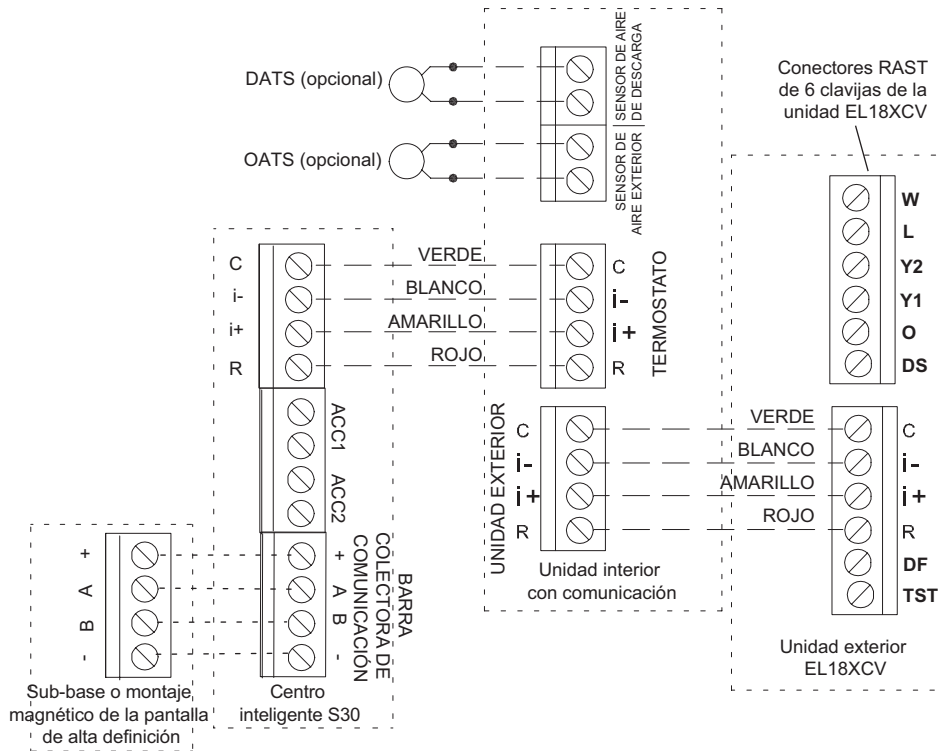 DATS (opcional)
OATS (opcional)
SENSOR DE AIRE
DE DESCARGA
SENSOR DE
AIRE EXTERIOR
Conectores RAST
de 6 clavijas de la
unidad EL18XCV
W
L
Y2
Y1
O
DS
C
i-
i+
R
VERDE
BLANCO
AMARILLO
ROJO
C
i-
i+
R
TERMOSTATO
ACC1
ACC2
UNIDAD EXTERIOR
C
i-
i+
R
VERDE
BLANCO
AMARILLO
ROJO
C
i-
i+
R
DF
TST
Unidad interior
con comunicación
Unidad exterior
EL18XCV
+
A
B
-
+
A
B
-
BARRA
COLECTORA DE
COMUNICACIÓN
Sub-base o montaje
magnético de la pantalla
de alta definición
Centro
inteligente S30